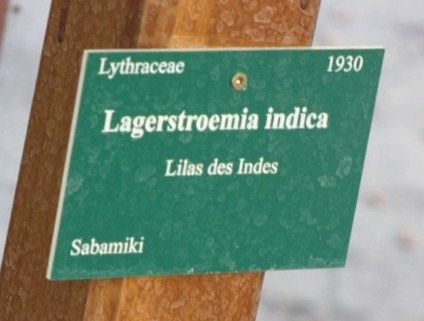 Lythraceae 1930
Lagerstroemia indica
Lilas des Indes
Sabamiki